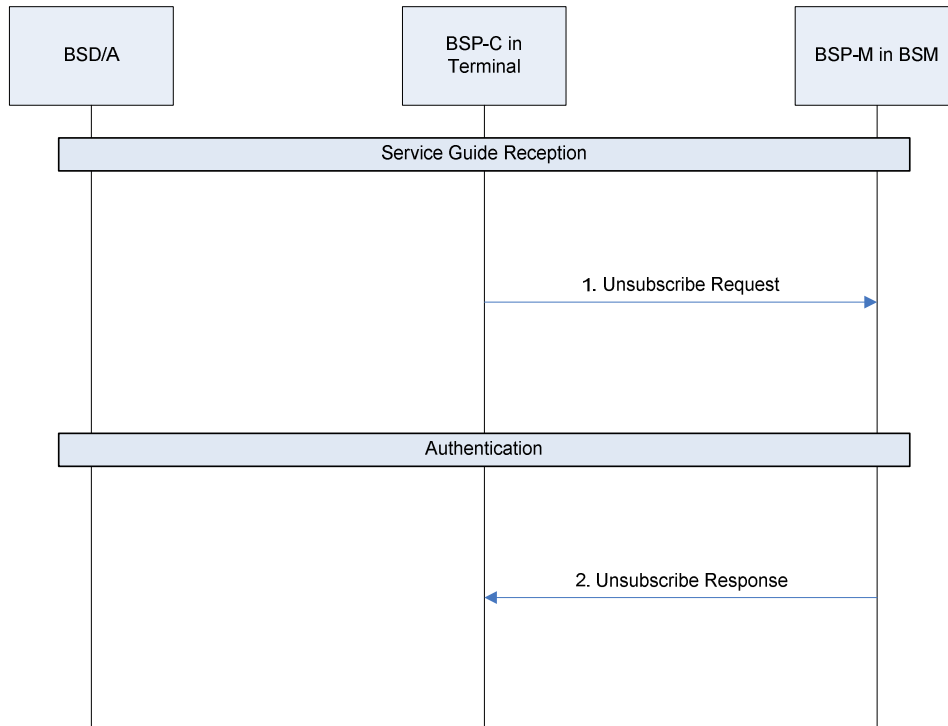 BSD/A
BSP-C in
Terminal
BSP-M in BSM
Service Guide Reception
1. Unsubscribe Request
Authentication
2. Unsubscribe Response